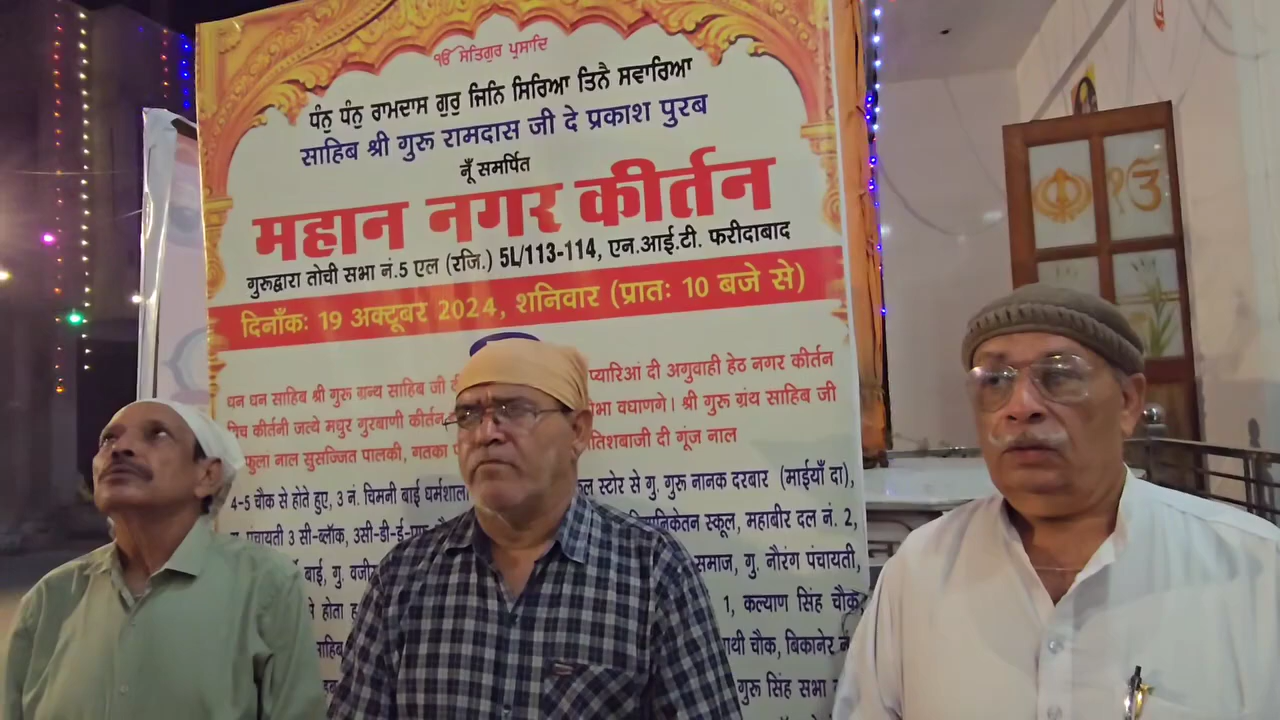 ੴ ਸਤਿਗੁਰ ਪ੍ਰਸਾਦਿ
ਧੰਨੁ ਧੰਨੁ ਰਾਮਦਾਸ ਗੁਰੁ ਜਿਨਿ ਸਿਰਿਆ ਤਿਨੈ ਸਵਾਰਿਆ
साहिब श्री गुरू रामदास जी दे प्रकाश पुरब
नूँ समर्पित
महान नगर कीर्तन
गुरूद्वारा तोची सभा नं.5 एल (रजि.) 5L/113-114, एन.आई.टी. फरीदाबाद
दिनाँकः 19 अक्टूबर 2024, शनिवार (प्रातः 10 बजे से)
धन धन साहिब श्री गुरू ग्रन्थ साहिब जी प्यारिआं दी अगुवाही हेठ नगर कीर्तन
कीर्तनी जत्थे मधुर गुरबाणी कीर्तन वधाणगे। श्री गुरू ग्रंथ साहिब जी
फुलां नाल सुसज्जित पालकी, गतका दी गूंज नाल
4-5 चौक से होते हुए, 3 नं. चिमनी बाई धर्मशाला स्टोर से गु. गुरू नानक दरबार (माईयाँ दा),
पंचायती 3 सी-ब्लॉक, स्कूल, महाबीर दल नं. 2,
बाई, गु. समाज, गु. नौरंग पंचायती,
होता 1, कल्याण सिंह चौक,
चौक, बिकानेर
गुरू सिंह सभा
ੴ